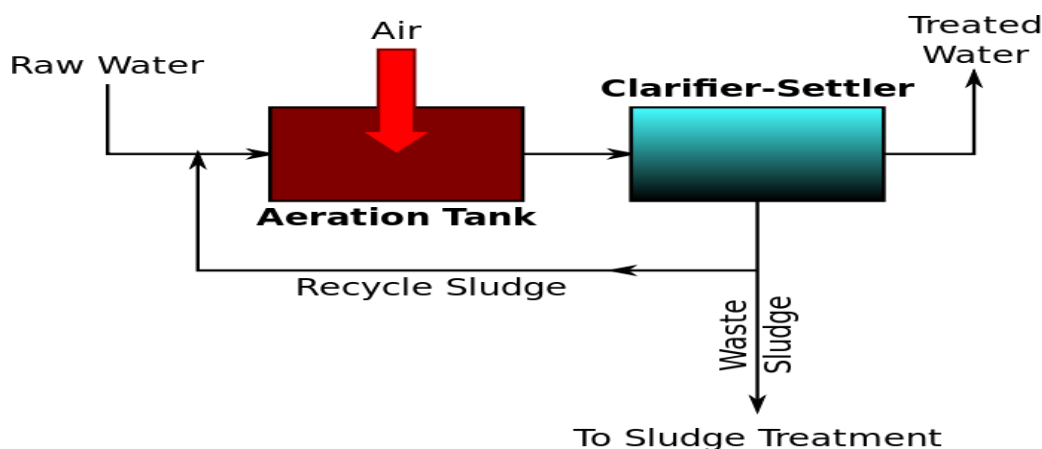 Treated
Water
Air
Raw Water
Clarifier-Settler
Aeration Tank
Recycle Sludge
Waste
Sludge
To Sludge Treatment